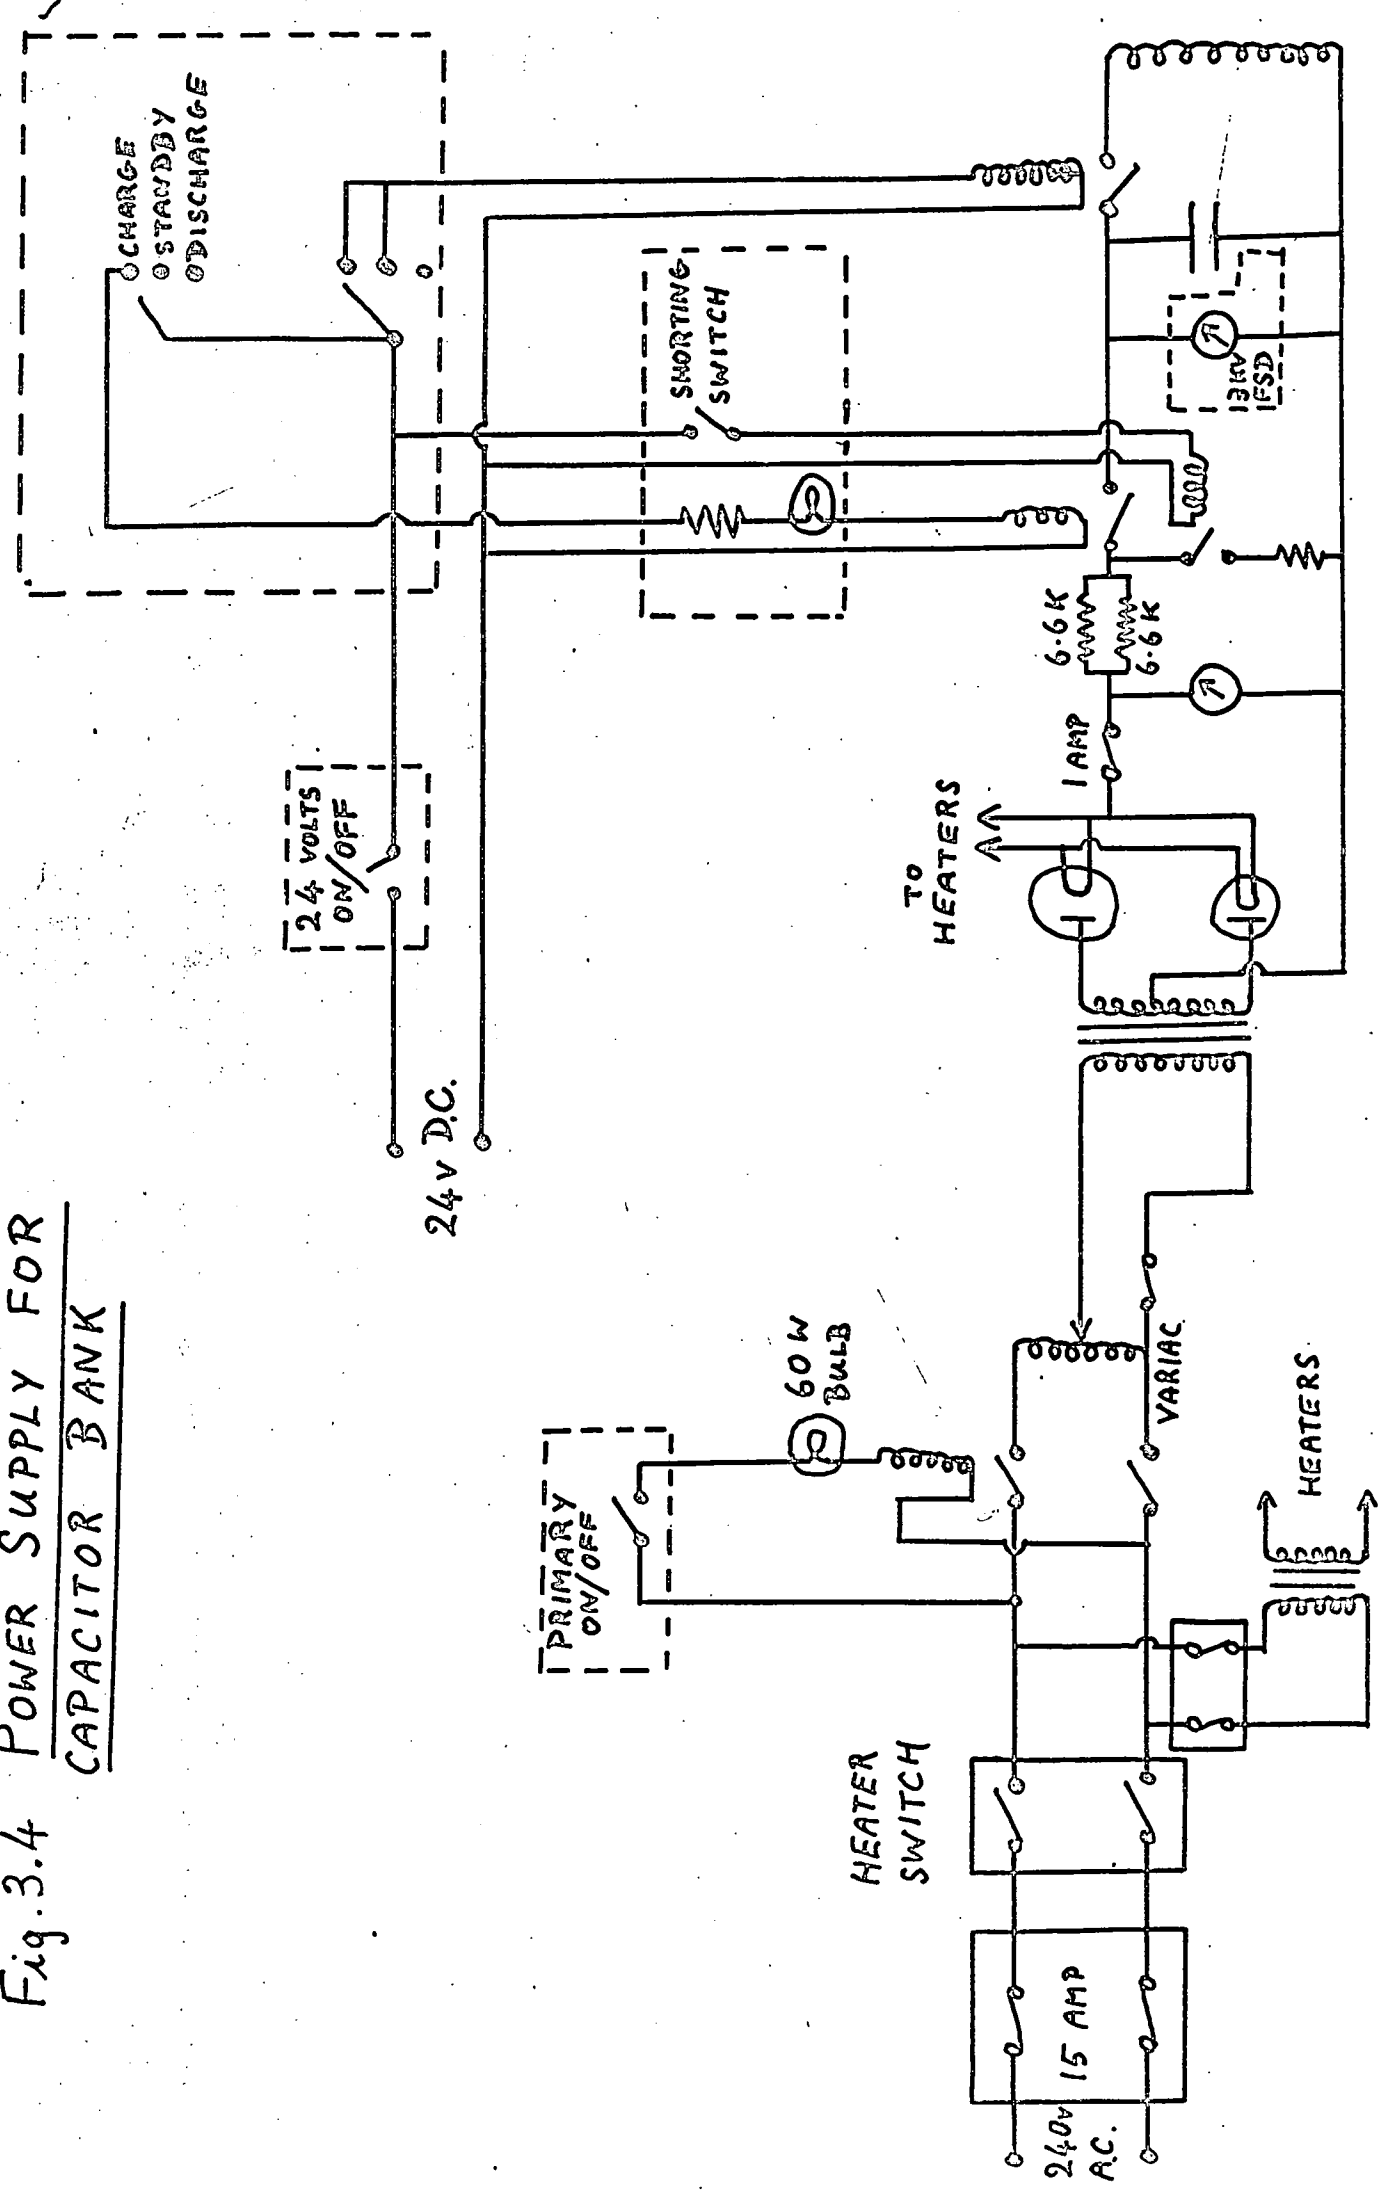 Fig. 3.4 POWER SUPPLY FOR
CAPACITOR BANK
CHARGE
STANDBY
DISCHARGE
24 VOLTS
ON/OFF
24v D.C.
SHORTING
SWITCH
PRIMARY
ON/OFF
60W
BULB
HEATER
SWITCH
TO
HEATERS
1 AMP
6.6K
6.6K
3KV
FSD
VARIAC
HEATERS
240v
A.C.
15 AMP